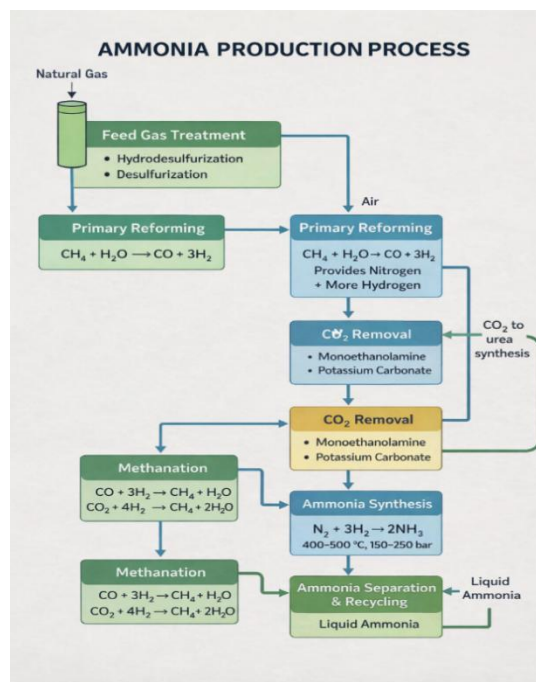 AMMONIA PRODUCTION PROCESS
Natural Gas
Feed Gas Treatment
• Hydrodesulfurization
• Desulfurization
Air
Primary Reforming
CH₄ + H₂O ⟶ CO + 3H₂
Primary Reforming
CH₄ + H₂O → CO + 3H₂
Provides Nitrogen
+ More Hydrogen
CO₂ Removal
• Monoethanolamine
• Potassium Carbonate
CO₂ to
urea
synthesis
CO₂ Removal
• Monoethanolamine
• Potassium Carbonate
Methanation
CO + 3H₂ → CH₄ + H₂O
CO₂ + 4H₂ → CH₄ + 2H₂O
Ammonia Synthesis
N₂ + 3H₂ → 2NH₃
400–500 °C, 150–250 bar
Methanation
CO + 3H₂ → CH₄ + H₂O
CO₂ + 4H₂ → CH₄ + 2H₂O
Ammonia Separation
& Recycling
Liquid Ammonia
Liquid
Ammonia